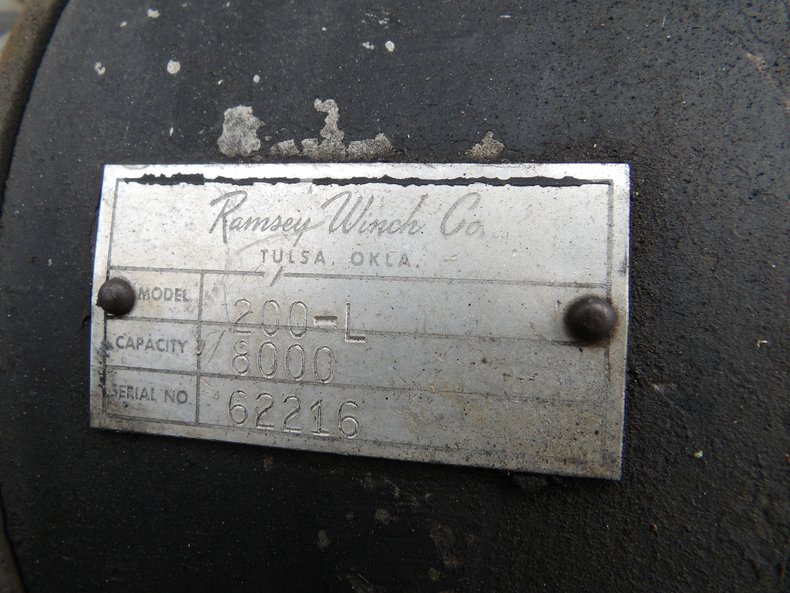 Ramsey Winch Co.
TULSA, OKLA.
MODEL 200-L
CAPACITY 8000
SERIAL NO. 62216